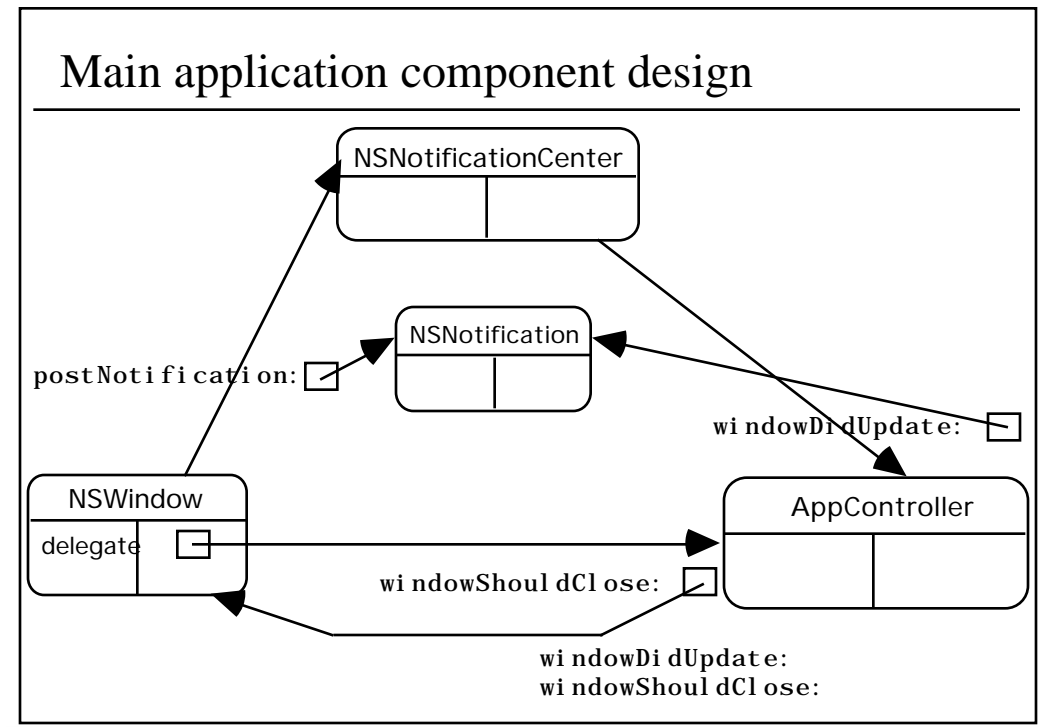 Main application component design
NSNotificationCenter
NSNotification
postNotification:
windowDidUpdate:
NSWindow
AppController
delegate
windowShouldClose:
windowDidUpdate:
windowShouldClose: